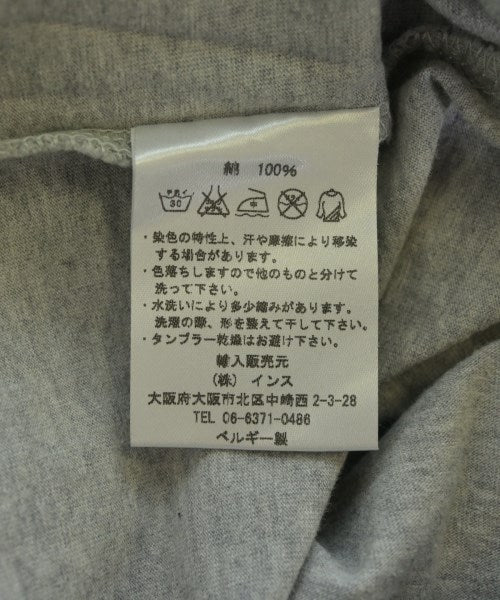 綿 100%
手洗イ 30 中
・染色の特性上、汗や摩擦により移染
する場合があります。
・色落ちしますので他のものと分けて
洗って下さい。
・水洗いにより多少縮みがあります。
洗濯の際、形を整えて干して下さい。
・タンブラー乾燥はお避け下さい。
輸入販売元
(株) インス
大阪府大阪市北区中崎西2-3-28
TEL 06-6371-0486
ベルギー製